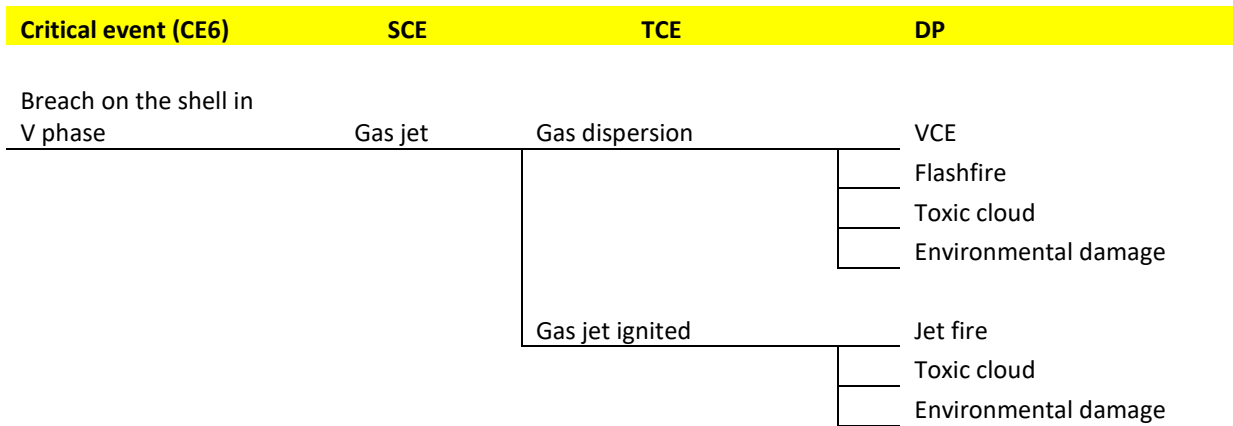 Critical event (CE6) SCE TCE DP
Breach on the shell in
V phase Gas jet Gas dispersion VCE
Flashfire
Toxic cloud
Environmental damage
Gas jet ignited Jet fire
Toxic cloud
Environmental damage